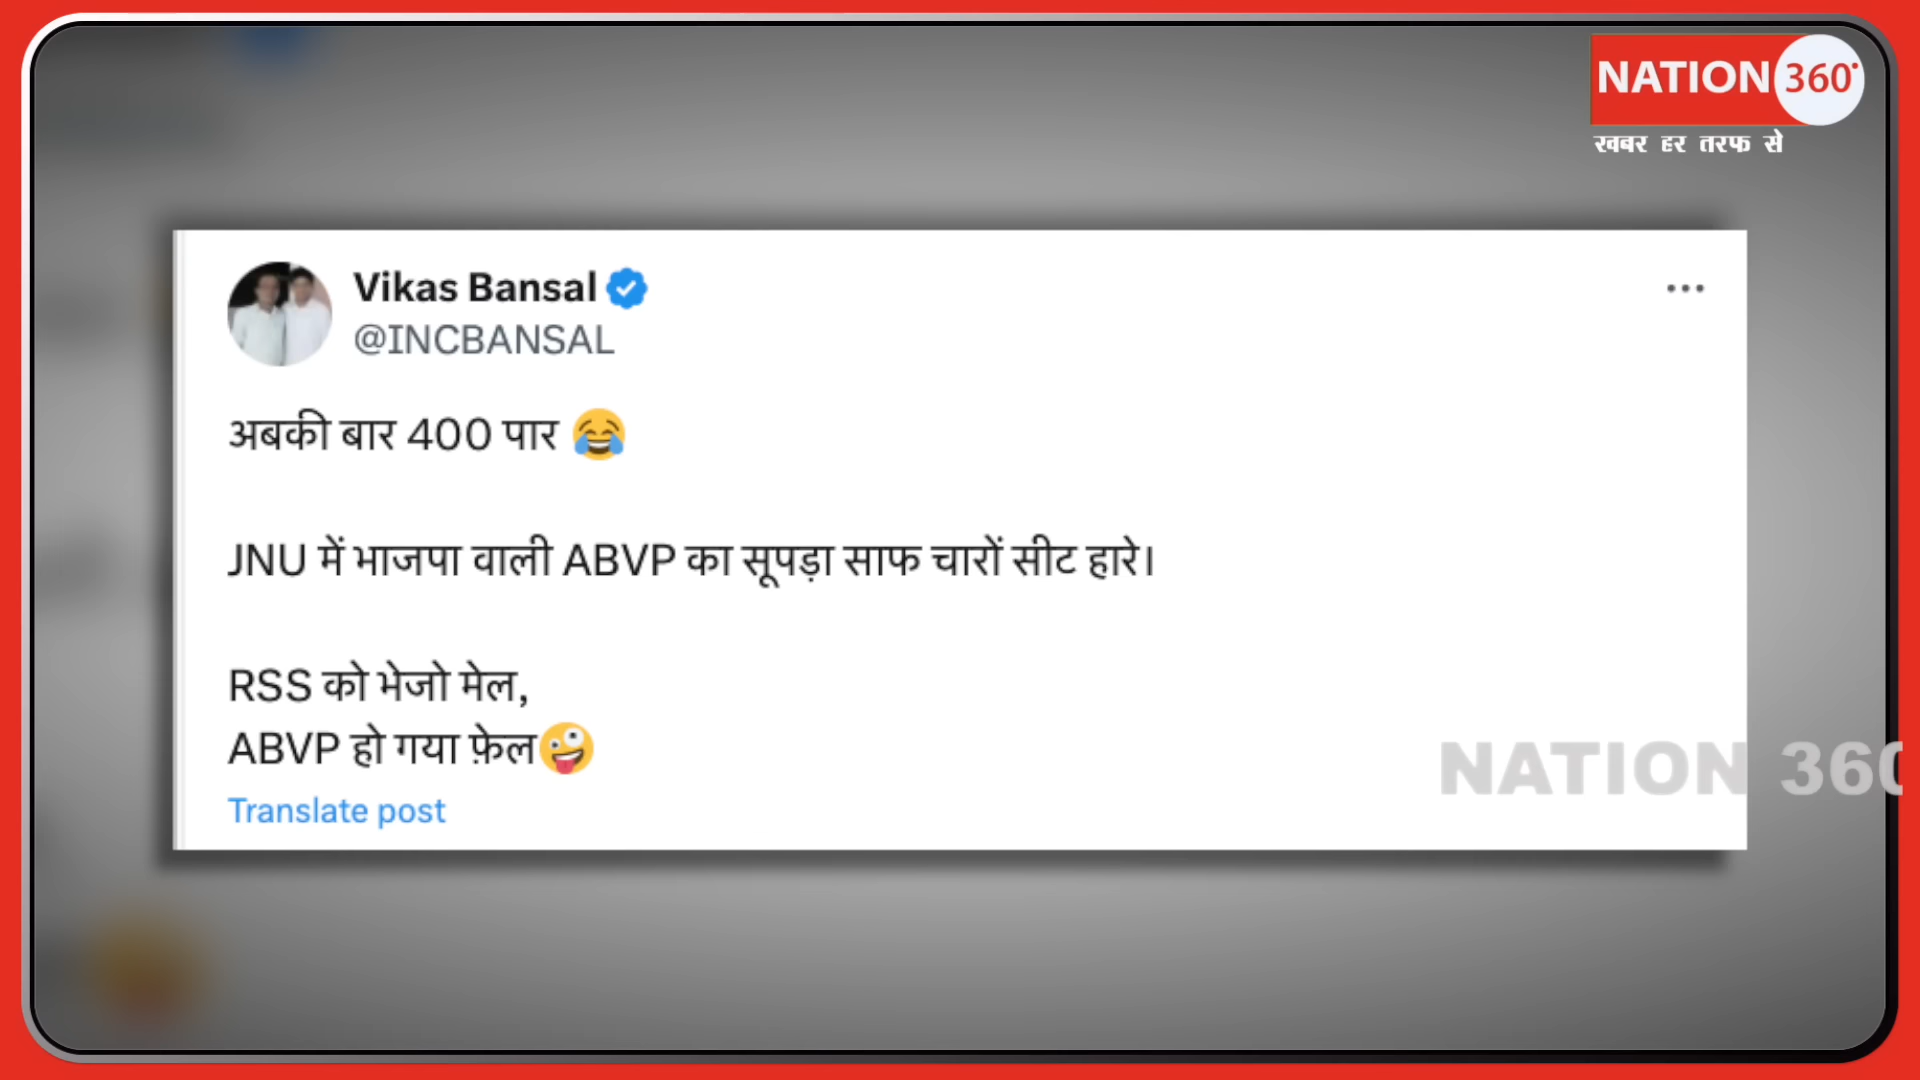 NATION 360°
खबर हर तरफ से
Vikas Bansal
@INCBANSAL
अबकी बार 400 पार 😂
JNU में भाजपा वाली ABVP का सूपड़ा साफ चारों सीट हारे।
RSS को भेजो मेल,
ABVP हो गया फ़ेल🤪
Translate post
NATION 360